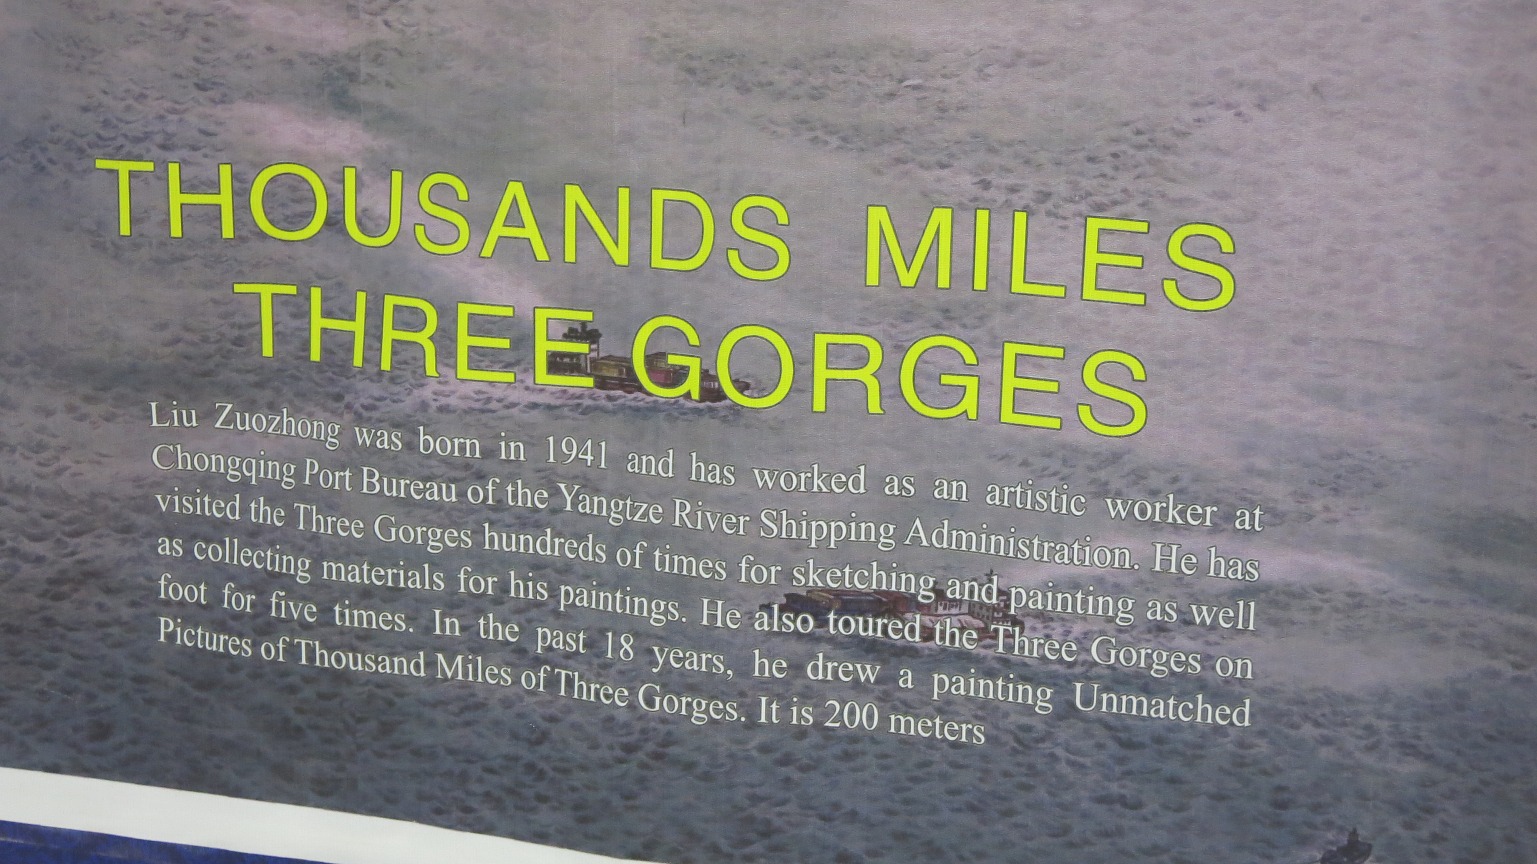 THOUSANDS MILES
THREE GORGES
Liu Zuozhong was born in 1941 and has worked as an artistic worker at
Chongqing Port Bureau of the Yangtze River Shipping Administration. He has
visited the Three Gorges hundreds of times for sketching and painting as well
as collecting materials for his paintings. He also toured the Three Gorges on
foot for five times. In the past 18 years, he drew a painting Unmatched
Pictures of Thousand Miles of Three Gorges. It is 200 meters